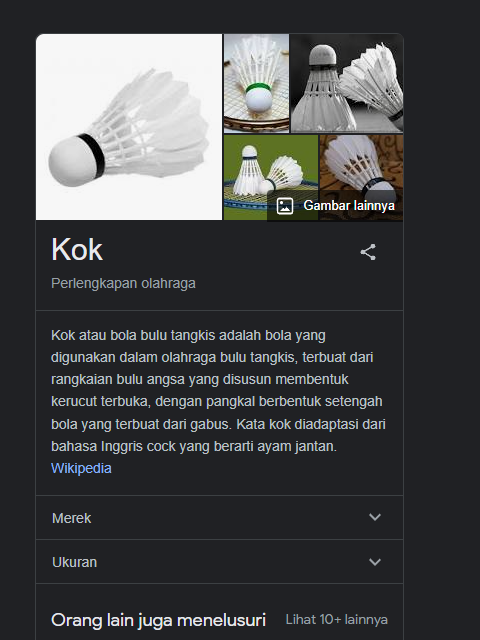 Gambar lainnya
Kok
Perlengkapan olahraga
Kok atau bola bulu tangkis adalah bola yang
digunakan dalam olahraga bulu tangkis, terbuat dari
rangkaian bulu angsa yang disusun membentuk
kerucut terbuka, dengan pangkal berbentuk setengah
bola yang terbuat dari gabus. Kata kok diadaptasi dari
bahasa Inggris cock yang berarti ayam jantan.
Wikipedia
Merek
Ukuran
Orang lain juga menelusuri Lihat 10+ lainnya